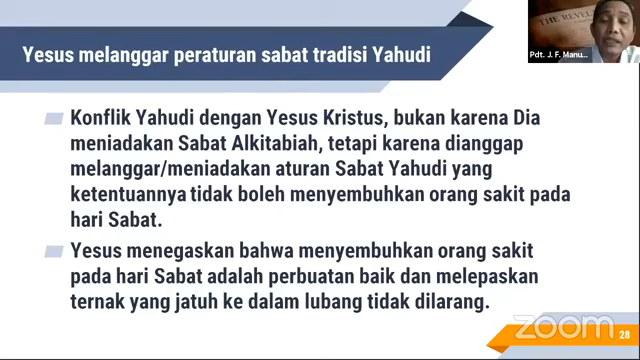 Yesus melanggar peraturan sabat tradisi Yahudi
THE REVEL
Pdt. J. F. Manu...
Konflik Yahudi dengan Yesus Kristus, bukan karena Dia
meniadakan Sabat Alkitabiah, tetapi karena dianggap
melanggar/meniadakan aturan Sabat Yahudi yang
ketentuannya tidak boleh menyembuhkan orang sakit pada
hari Sabat.
Yesus menegaskan bahwa menyembuhkan orang sakit
pada hari Sabat adalah perbuatan baik dan melepaskan
ternak yang jatuh ke dalam lubang tidak dilarang.
28
zoom